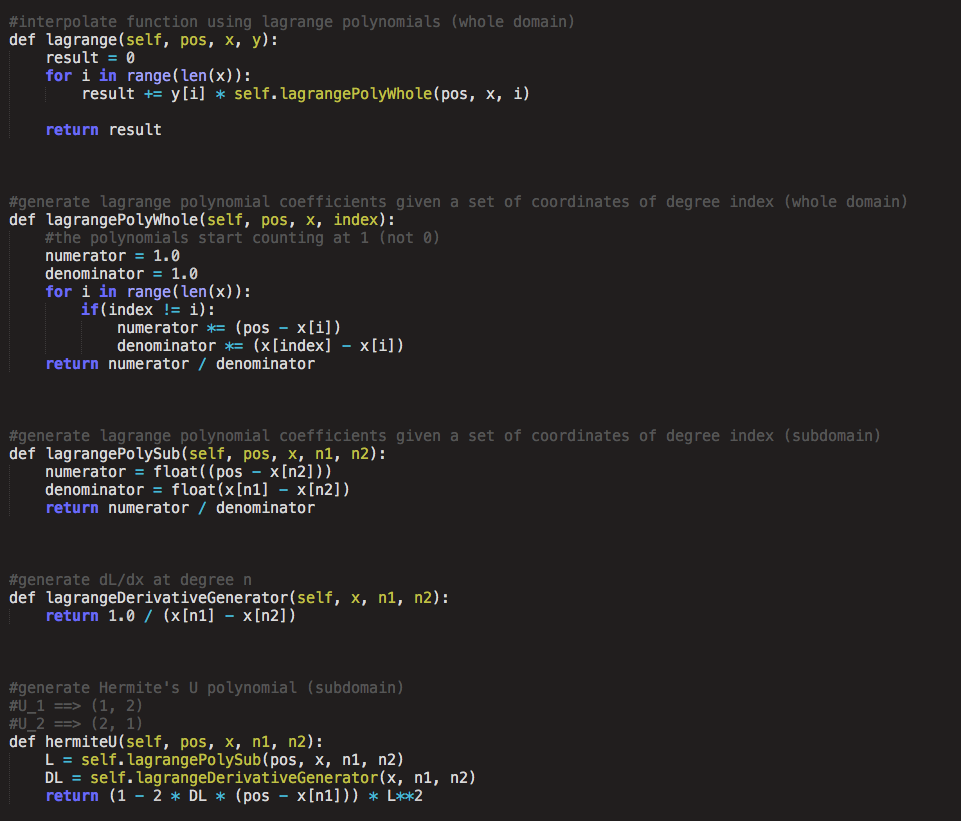 #interpolate function using lagrange polynomials (whole domain)
def lagrange(self, pos, x, y):
    result = 0
    for i in range(len(x)):
        result += y[i] * self.lagrangePolyWhole(pos, x, i)
    return result
#generate lagrange polynomial coefficients given a set of coordinates of degree index (whole domain)
def lagrangePolyWhole(self, pos, x, index):
    #the polynomials start counting at 1 (not 0)
    numerator = 1.0
    denominator = 1.0
    for i in range(len(x)):
        if(index != i):
            numerator *= (pos - x[i])
            denominator *= (x[index] - x[i])
    return numerator / denominator
#generate lagrange polynomial coefficients given a set of coordinates of degree index (subdomain)
def lagrangePolySub(self, pos, x, n1, n2):
    numerator = float((pos - x[n2]))
    denominator = float(x[n1] - x[n2])
    return numerator / denominator
#generate dL/dx at degree n
def lagrangeDerivativeGenerator(self, x, n1, n2):
    return 1.0 / (x[n1] - x[n2])
#generate Hermite's U polynomial (subdomain)
#U_1 ==> (1, 2)
#U_2 ==> (2, 1)
def hermiteU(self, pos, x, n1, n2):
    L = self.lagrangePolySub(pos, x, n1, n2)
    DL = self.lagrangeDerivativeGenerator(x, n1, n2)
    return (1 - 2 * DL * (pos - x[n1])) * L**2